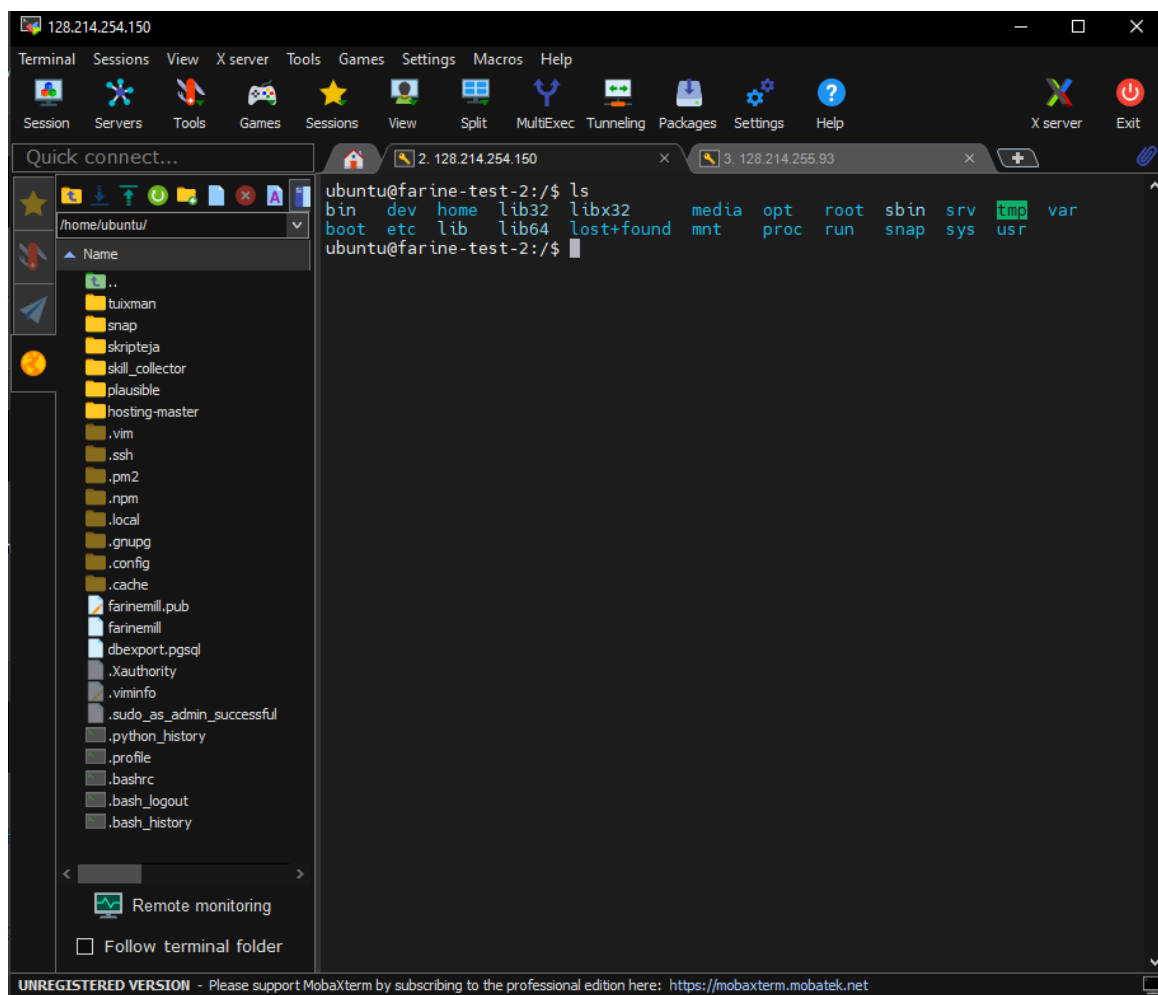 128.214.254.150
Terminal Sessions View X server Tools Games Settings Macros Help
Session Servers Tools Games Sessions View Split MultiExec Tunneling Packages Settings Help X server Exit
Quick connect...
2. 128.214.254.150
3. 128.214.255.93
/home/ubuntu/
Name
..
tuixman
snap
skripteja
skill_collector
plausible
hosting-master
.vim
.ssh
.pm2
.npm
.local
.gnupg
.config
.cache
farinemill.pub
farinemill
dbexport.pgsql
.Xauthority
.viminfo
.sudo_as_admin_successful
.python_history
.profile
.bashrc
.bash_logout
.bash_history
Remote monitoring
Follow terminal folder
ubuntu@farine-test-2:/$ ls
bin dev home lib32 libx32 media opt root sbin srv tmp var
boot etc lib lib64 lost+found mnt proc run snap sys usr
ubuntu@farine-test-2:/$
UNREGISTERED VERSION - Please support MobaXterm by subscribing to the professional edition here: https://mobaxterm.mobatek.net